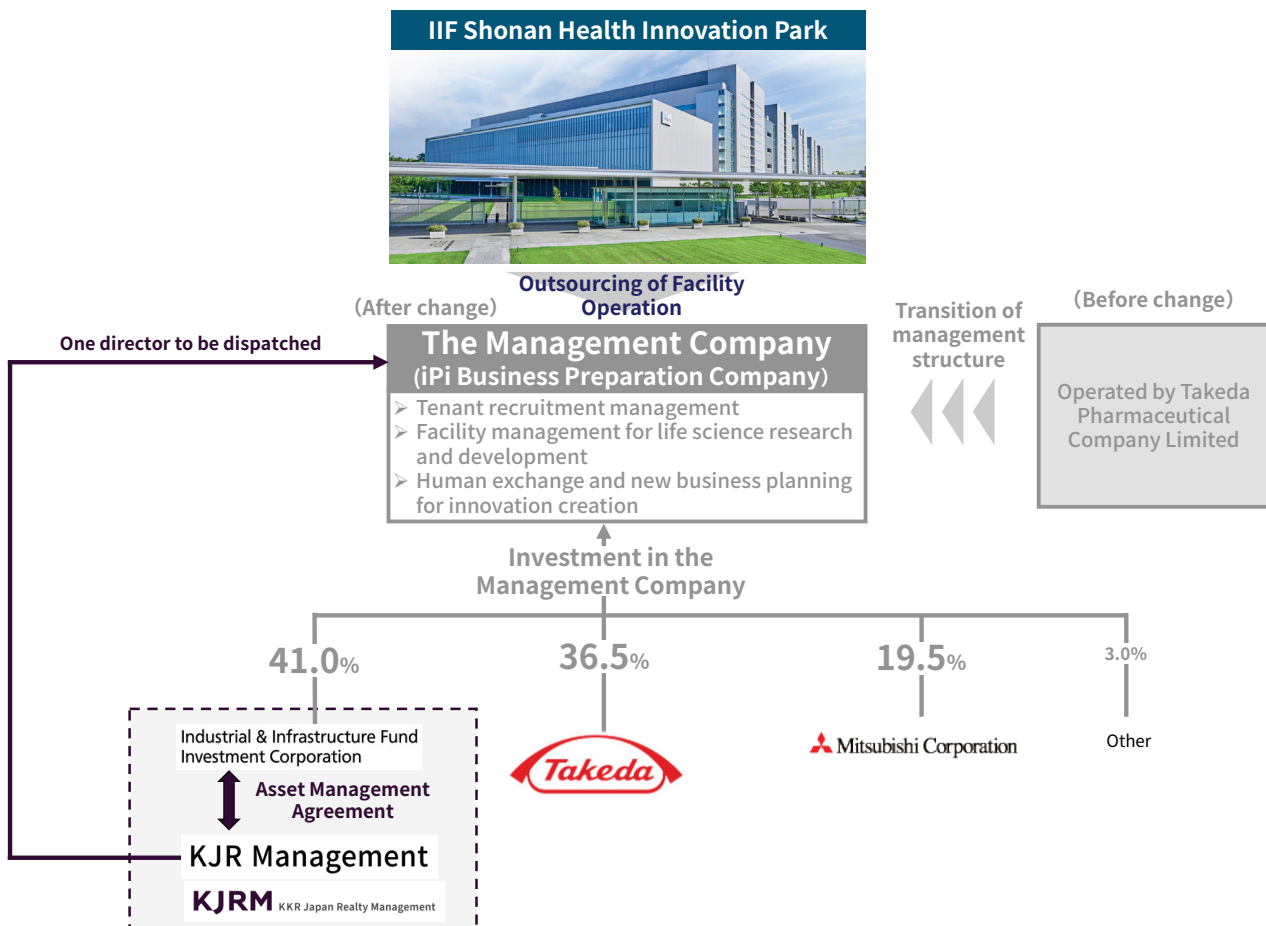 IIF Shonan Health Innovation Park
Outsourcing of Facility
Operation
（After change）
（Before change）
One director to be dispatched
The Management Company
(iPi Business Preparation Company)
➢ Tenant recruitment management
➢ Facility management for life science research
and development
➢ Human exchange and new business planning
for innovation creation
Transition of
management
structure
Operated by Takeda
Pharmaceutical
Company Limited
Investment in the
Management Company
41.0%
36.5%
19.5%
3.0%
Industrial & Infrastructure Fund
Investment Corporation
Asset Management
Agreement
KJR Management
KJRM KKR Japan Realty Management
Takeda
Mitsubishi Corporation
Other